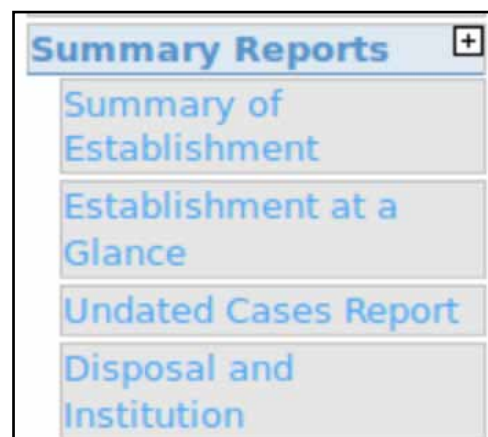 Summary Reports +
Summary of
Establishment
Establishment at a
Glance
Undated Cases Report
Disposal and
Institution